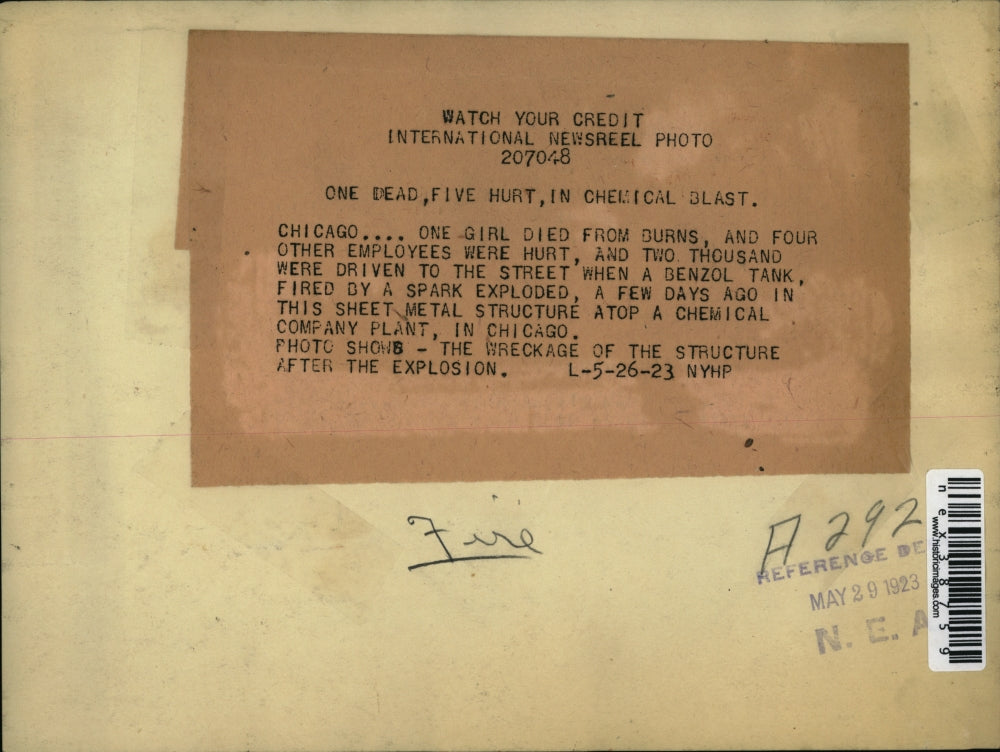 WATCH YOUR CREDIT
INTERNATIONAL NEWSREEL PHOTO
207048
ONE DEAD,FIVE HURT,IN CHEMICAL BLAST.
CHICAGO.... ONE GIRL DIED FROM BURNS, AND FOUR
OTHER EMPLOYEES WERE HURT, AND TWO THOUSAND
WERE DRIVEN TO THE STREET WHEN A BENZOL TANK,
FIRED BY A SPARK EXPLODED, A FEW DAYS AGO IN
THIS SHEET METAL STRUCTURE ATOP A CHEMICAL
COMPANY PLANT, IN CHICAGO.
PHOTO SHOWS - THE WRECKAGE OF THE STRUCTURE
AFTER THE EXPLOSION. L-5-26-23 NYHP
Fire
A 292
REFERENCE DE
MAY 29 1923
N. E. A
nex38759
www.historicimages.com